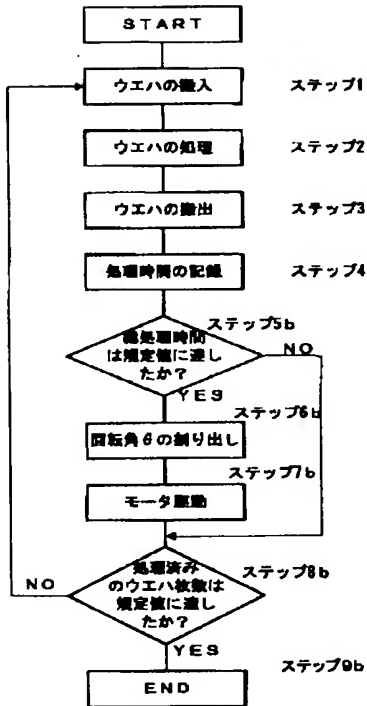 START
ウエハの搬入
ステップ1
ウエハの処理
ステップ2
ウエハの搬出
ステップ3
処理時間の記録
ステップ4
総処理時間
は規定値に達し
たか？
ステップ5b
NO
YES
ステップ6b
回転角θの割り出し
ステップ7b
モータ駆動
処理済み
のウエハ枚数は
規定値に達し
たか？
ステップ8b
NO
YES
ステップ9b
END